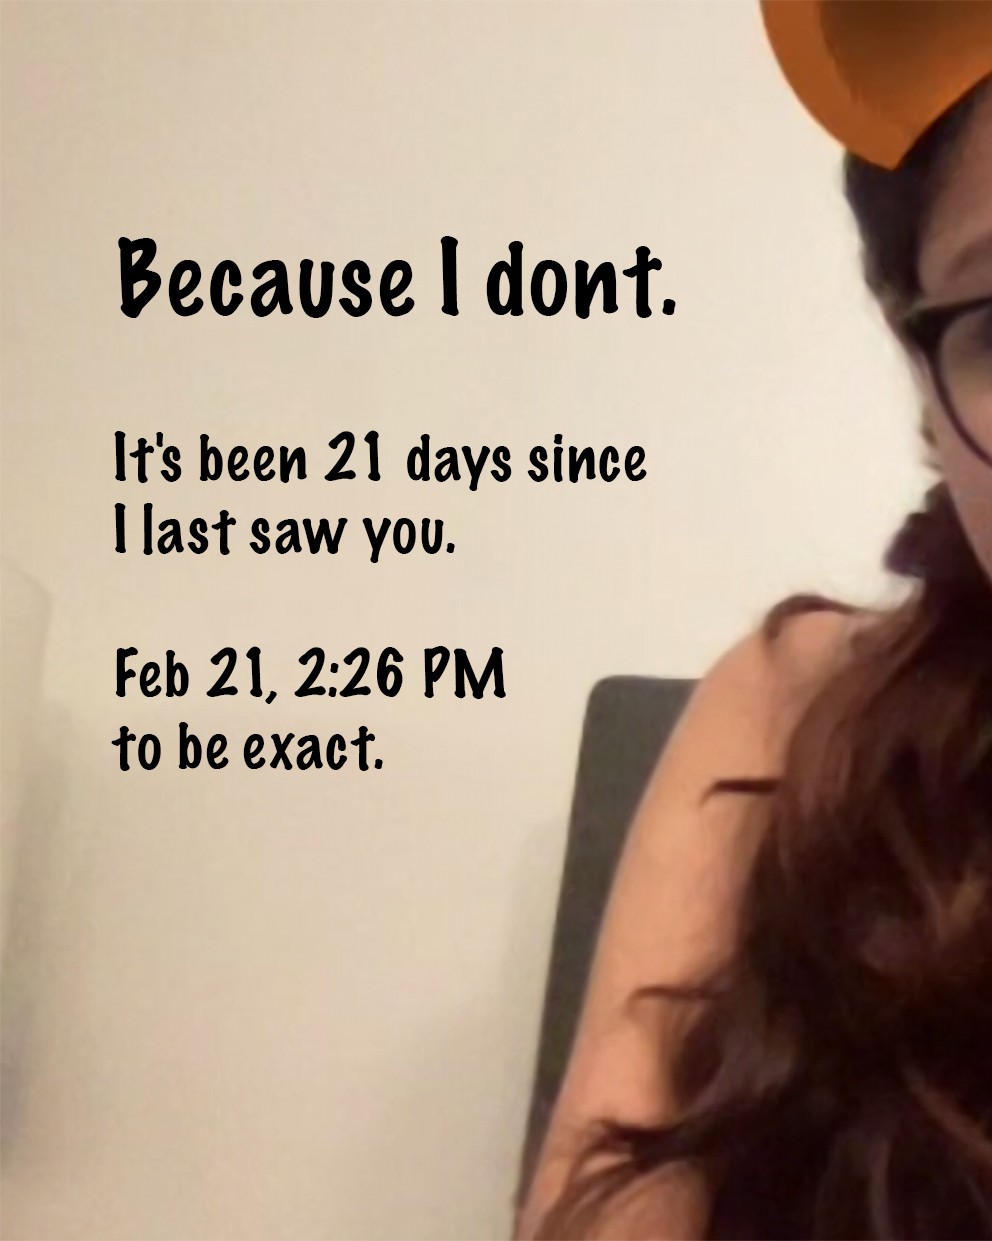 Because I dont.
It's been 21 days since
I last saw you.
Feb 21, 2:26 PM
to be exact.